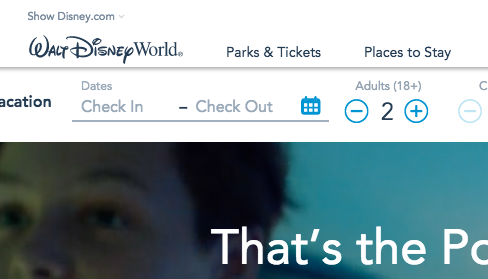 Show Disney.com
Walt Disney World®
Parks & Tickets
Places to Stay
acation
Dates
Check In – Check Out
Adults (18+)
2
C
That's the Po